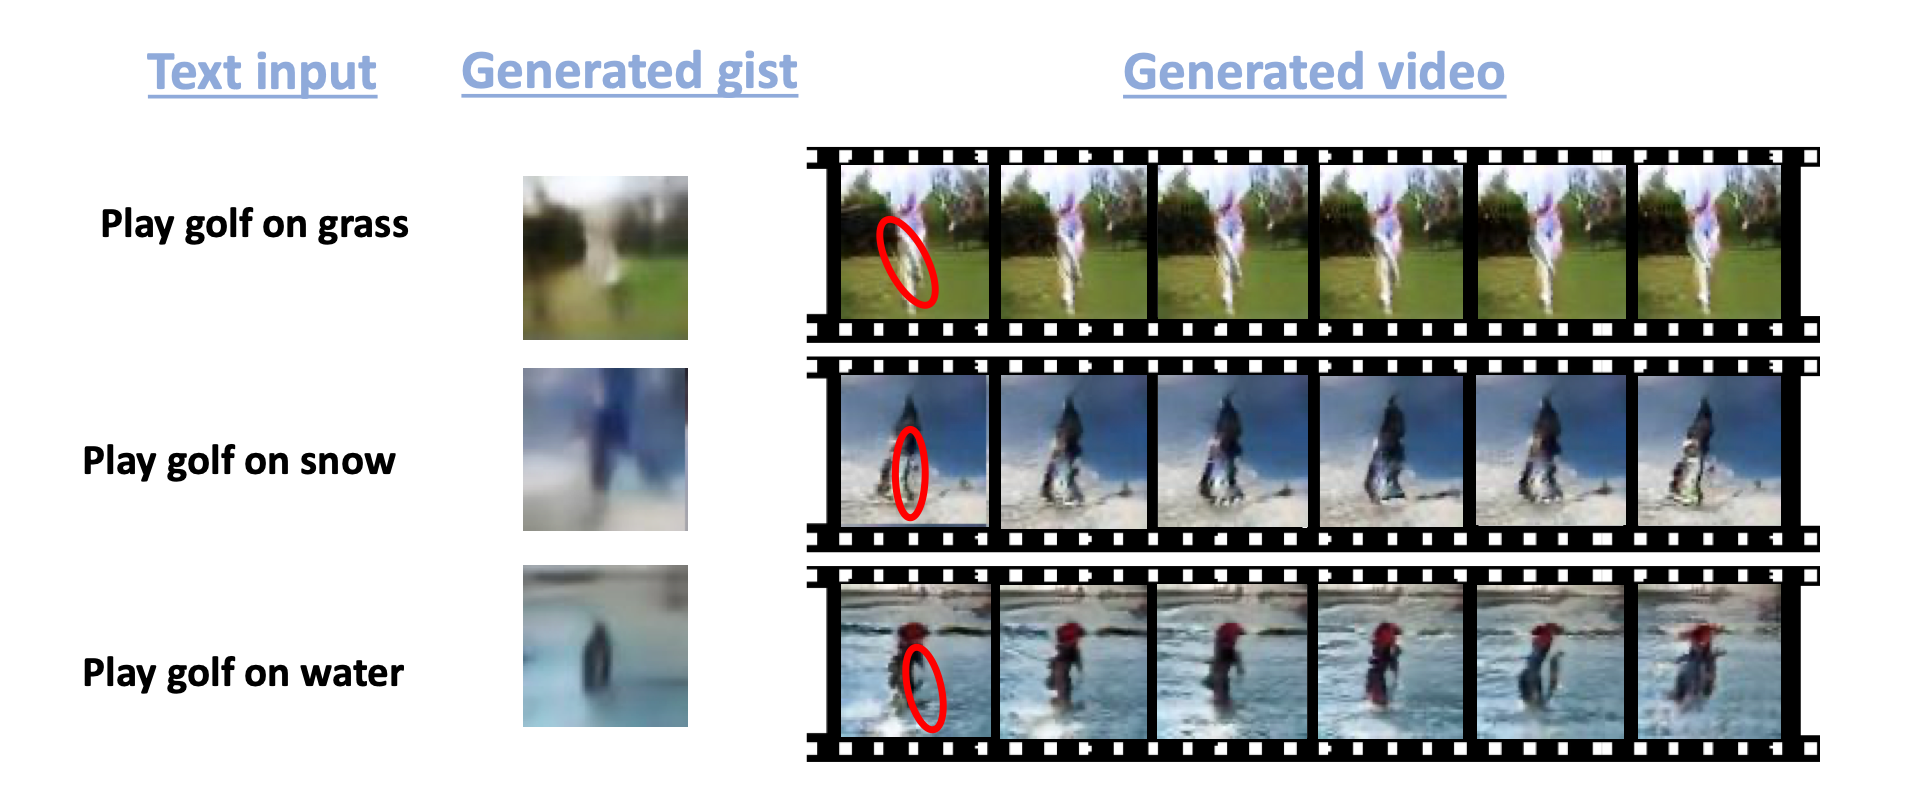 Text input
Generated gist
Generated video
Play golf on grass
Play golf on snow
Play golf on water